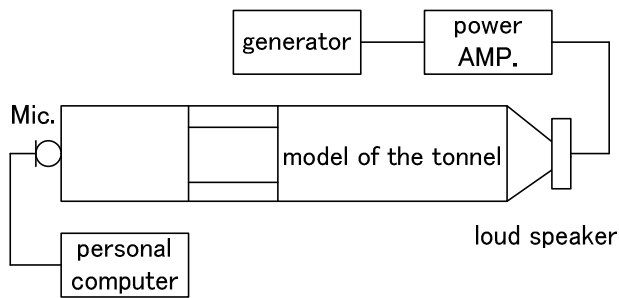 generator
power
AMP.
Mic.
model of the tonnel
loud speaker
personal
computer